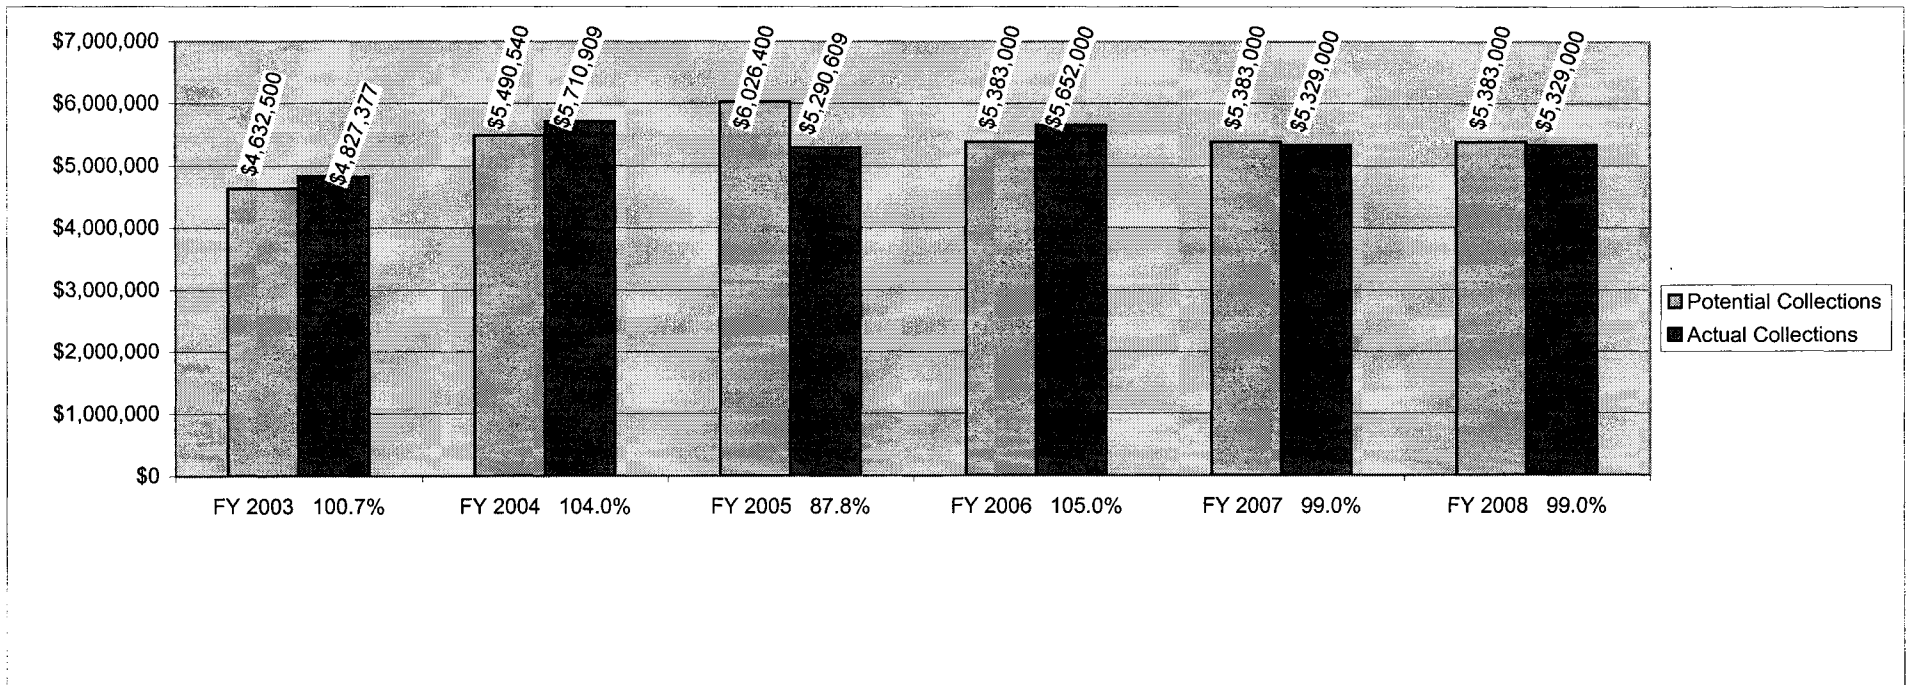 $7,000,000
$6,000,000
$5,000,000
$4,000,000
$3,000,000
$2,000,000
$1,000,000
$0
$4,632,500
$4,827,377
$5,490,540
$5,710,909
$6,026,400
$5,290,609
$5,383,000
$5,652,000
$5,383,000
$5,329,000
$5,383,000
$5,329,000
FY 2003 100.7%
FY 2004 104.0%
FY 2005 87.8%
FY 2006 105.0%
FY 2007 99.0%
FY 2008 99.0%
Potential Collections
Actual Collections